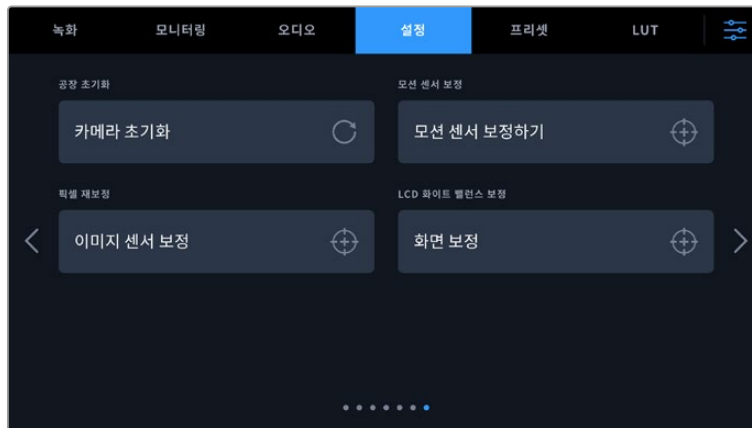 녹화
모니터링
오디오
설정
프리셋
LUT
공장 초기화
모션 센서 보정
카메라 초기화
모션 센서 보정하기
픽셀 재보정
LCD 화이트 밸런스 보정
이미지 센서 보정
화면 보정